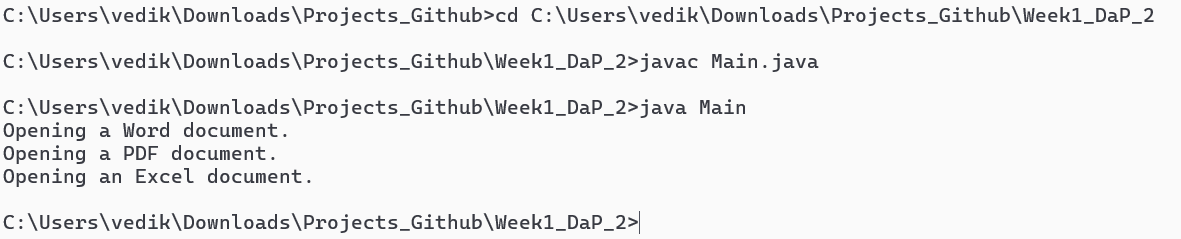 C:\Users\vedik\Downloads\Projects_Github>cd C:\Users\vedik\Downloads\Projects_Github\Week1_DaP_2
C:\Users\vedik\Downloads\Projects_Github\Week1_DaP_2>javac Main.java
C:\Users\vedik\Downloads\Projects_Github\Week1_DaP_2>java Main
Opening a Word document.
Opening a PDF document.
Opening an Excel document.
C:\Users\vedik\Downloads\Projects_Github\Week1_DaP_2>